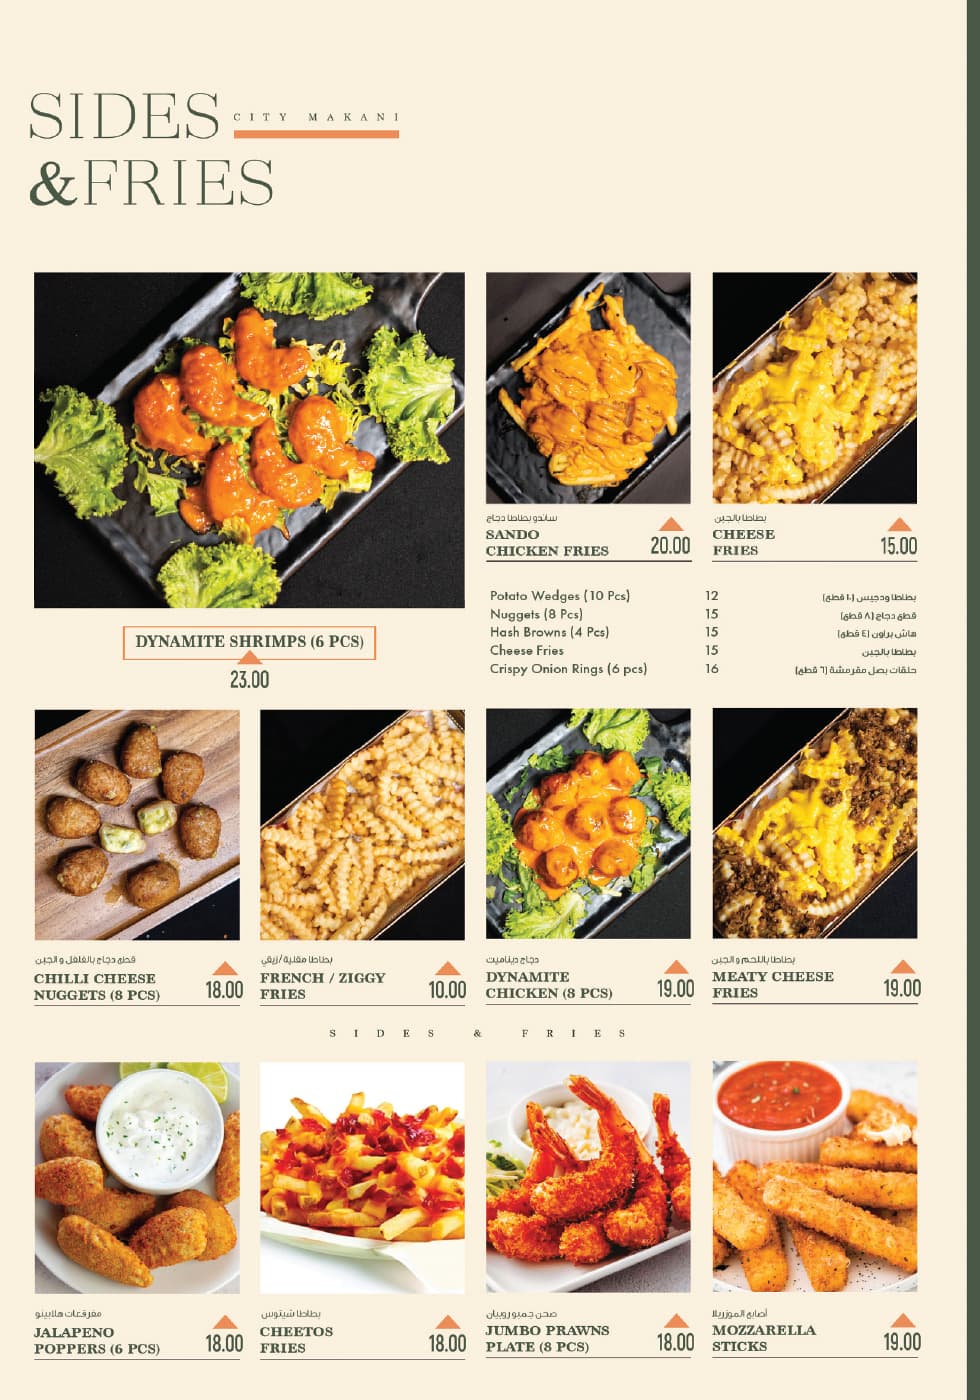 SIDES
CITY MAKANI
&FRIES
ساندو بطاطا دجاج
SANDO
CHICKEN FRIES
20.00
بطاطا بالجبن
CHEESE
FRIES
15.00
Potato Wedges (10 Pcs) 12 بطاطا ودجيس (١٠ قطع)
Nuggets (8 Pcs) 15 قطع دجاج (٨ قطع)
Hash Browns (4 Pcs) 15 هاش براون (٤ قطع)
Cheese Fries 15 بطاطا بالجبن
Crispy Onion Rings (6 pcs) 16 حلقات بصل مقرمشة (٦ قطع)
DYNAMITE SHRIMPS (6 PCS)
23.00
قطع دجاج بالفلفل و الجبن
CHILLI CHEESE
NUGGETS (8 PCS)
18.00
بطاطا مقلية/زيقي
FRENCH / ZIGGY
FRIES
10.00
دجاج ديناميت
DYNAMITE
CHICKEN (8 PCS)
19.00
بطاطا باللحم و الجبن
MEATY CHEESE
FRIES
19.00
SIDES & FRIES
مفرقعات هلابينو
JALAPENO
POPPERS (6 PCS)
18.00
بطاطا شيتوس
CHEETOS
FRIES
18.00
صحن جمبو روبيان
JUMBO PRAWNS
PLATE (8 PCS)
18.00
أصابع الموزريلا
MOZZARELLA
STICKS
19.00